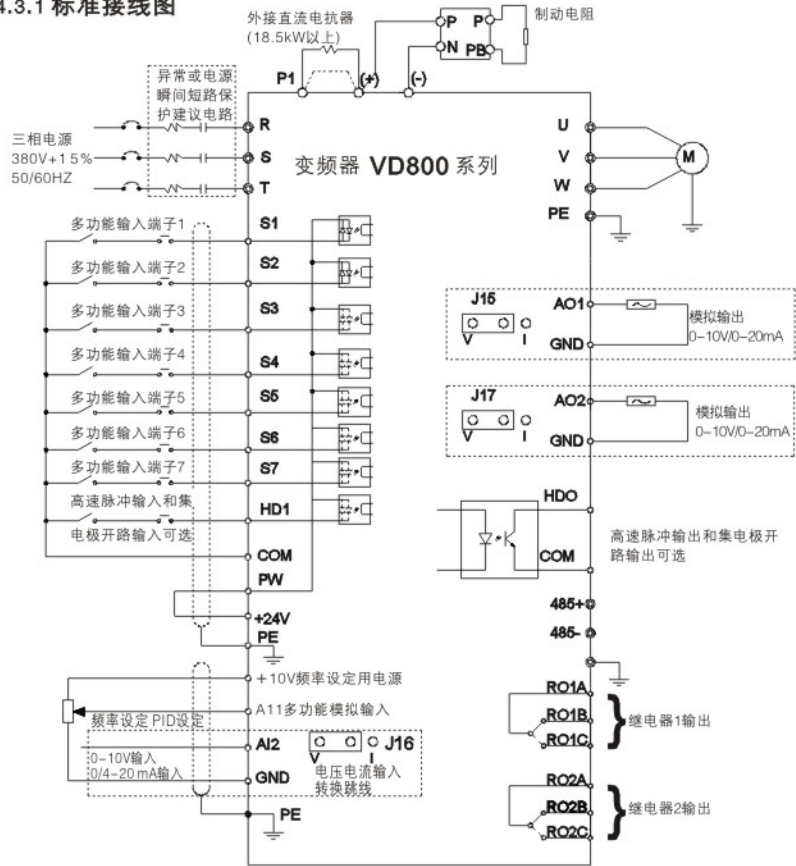 4.3.1 标准接线图
外接直流电抗器
(18.5kW以上)
P1
(+)
(-)
P
P
N
PB
制动电阻
异常或电源
瞬间短路保
护建议电路
三相电源
380V+15%
50/60HZ
R
S
T
变频器 VD800 系列
U
V
W
PE
M
多功能输入端子1
S1
多功能输入端子2
S2
多功能输入端子3
S3
多功能输入端子4
S4
多功能输入端子5
S5
多功能输入端子6
S6
多功能输入端子7
S7
高速脉冲输入和集
电极开路输入可选
HD1
COM
PW
+24V
PE
J15
V
I
AO1
GND
模拟输出
0-10V/0-20mA
J17
V
I
AO2
GND
模拟输出
0-10V/0-20mA
HDO
COM
高速脉冲输出和集电极开
路输出可选
485+
485-
+10V频率设定用电源
A11多功能模拟输入
频率设定 PID设定
AI2
J16
V
I
0-10V输入
0/4-20mA输入
GND
电压电流输入
转换跳线
PE
RO1A
RO1B
RO1C
继电器1输出
RO2A
RO2B
RO2C
继电器2输出